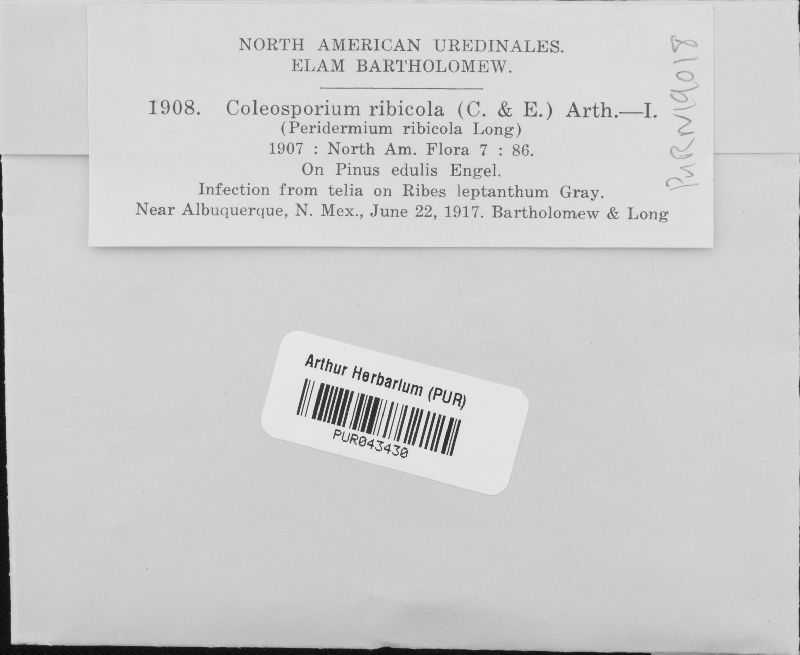 NORTH AMERICAN UREDINALES.
ELAM BARTHOLOMEW.
1908. Coleosporium ribicola (C. & E.) Arth.—I.
(Peridermium ribicola Long)
1907 : North Am. Flora 7 : 86.
On Pinus edulis Engel.
Infection from telia on Ribes leptanthum Gray.
Near Albuquerque, N. Mex., June 22, 1917. Bartholomew & Long
PURN19018
Arthur Herbarium (PUR)
PUR043430